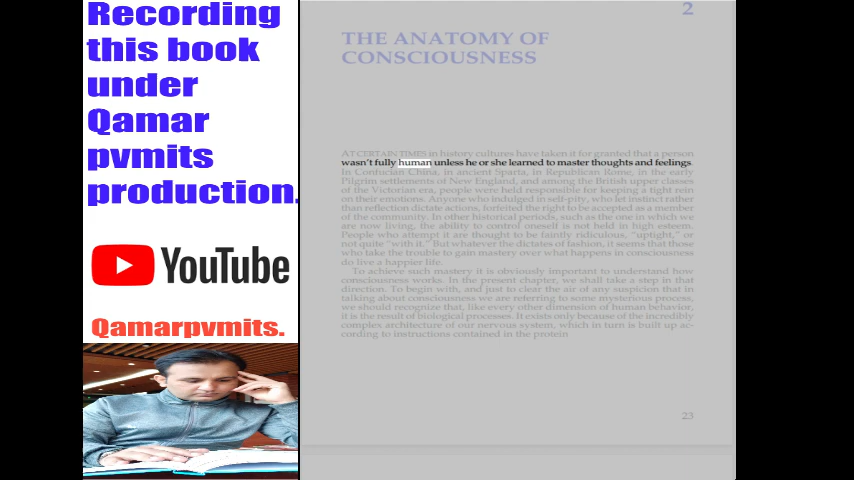 Recording
this book
under
Qamar
pvmits
production.
YouTube
Qamarpvmits.
2
THE ANATOMY OF
CONSCIOUSNESS
AT CERTAIN TIMES in history cultures have taken it for granted that a person
wasn't fully human unless he or she learned to master thoughts and feelings.
In Confucian China, in ancient Sparta, in Republican Rome, in the early
Pilgrim settlements of New England, and among the British upper classes
of the Victorian era, people were held responsible for keeping a tight rein
on their emotions. Anyone who indulged in self-pity, who let instinct rather
than reflection dictate actions, forfeited the right to be accepted as a member
of the community. In other historical periods, such as the one in which we
are now living, the ability to control oneself is not held in high esteem.
People who attempt it are thought to be faintly ridiculous, "uptight," or
not quite "with it." But whatever the dictates of fashion, it seems that those
who take the trouble to gain mastery over what happens in consciousness
do live a happier life.
To achieve such mastery it is obviously important to understand how
consciousness works. In the present chapter, we shall take a step in that
direction. To begin with, and just to clear the air of any suspicion that in
talking about consciousness we are referring to some mysterious process,
we should recognize that, like every other dimension of human behavior,
it is the result of biological processes. It exists only because of the incredibly
complex architecture of our nervous system, which in turn is built up ac-
cording to instructions contained in the protein
23